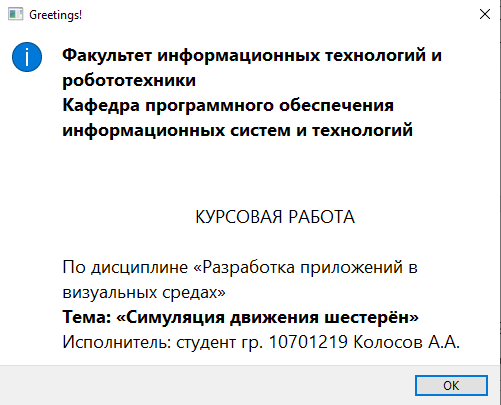 Greetings!
Факультет информационных технологий и
робототехники
Кафедра программного обеспечения
информационных систем и технологий
КУРСОВАЯ РАБОТА
По дисциплине «Разработка приложений в
визуальных средах»
Тема: «Симуляция движения шестерён»
Исполнитель: студент гр. 10701219 Колосов А.А.
OK